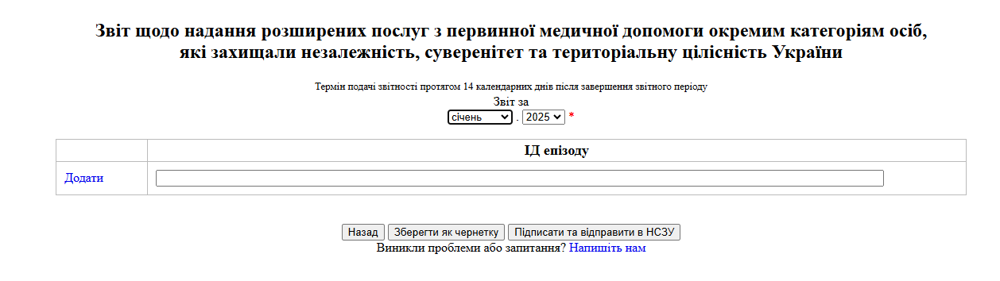 Звіт щодо надання розширених послуг з первинної медичної допомоги окремим категоріям осіб,
які захищали незалежність, суверенітет та територіальну цілісність України
Термін подачі звітності протягом 14 календарних днів після завершення звітного періоду
Звіт за
січень . 2025 *
ІД епізоду
Додати
Назад Зберегти як чернетку Підписати та відправити в НСЗУ
Виникли проблеми або запитання? Напишіть нам